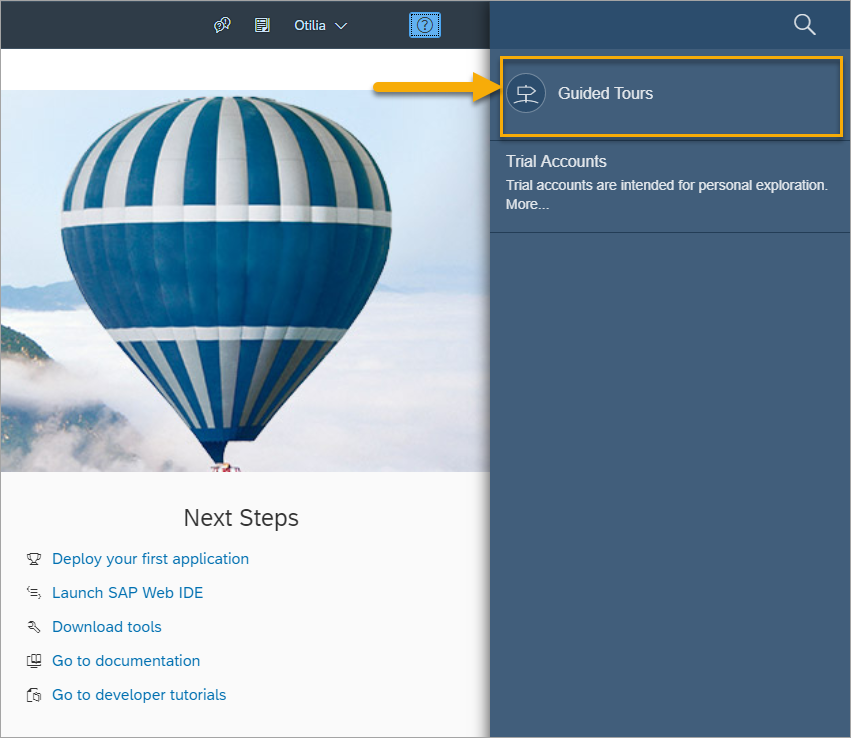 Otilia
Guided Tours
Trial Accounts
Trial accounts are intended for personal exploration.
More...
Next Steps
Deploy your first application
Launch SAP Web IDE
Download tools
Go to documentation
Go to developer tutorials